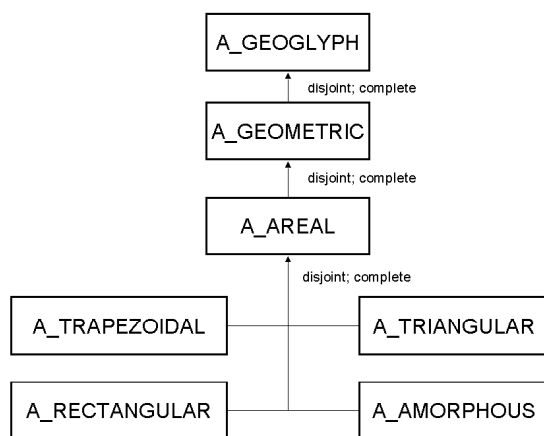 A_GEOGLYPH
disjoint; complete
A_GEOMETRIC
disjoint; complete
A_AREAL
disjoint; complete
A_TRAPEZOIDAL
A_TRIANGULAR
A_RECTANGULAR
A_AMORPHOUS